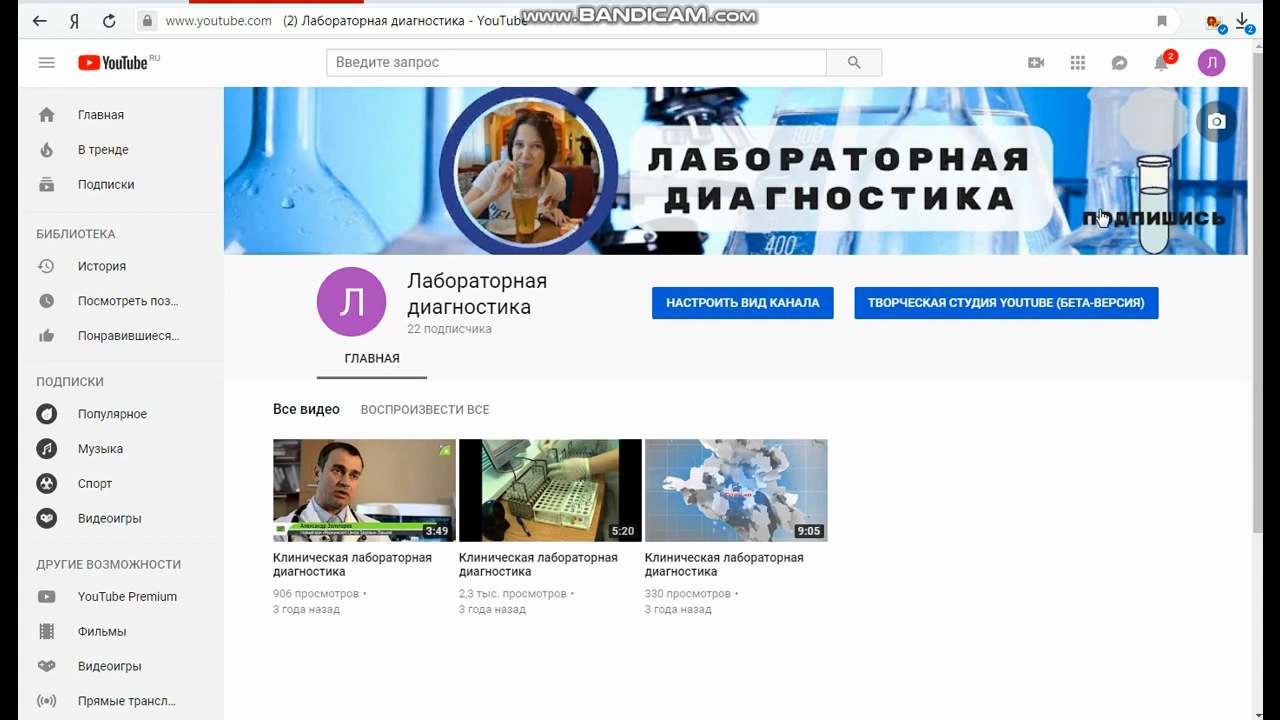 www.BANDICAM.com
Я www.youtube.com (2) Лабораторная диагностика - YouTube
2
YouTube RU
Введите запрос
2
Л
Главная
В тренде
Подписки
БИБЛИОТЕКА
История
Посмотреть поз...
Понравившиеся...
ПОДПИСКИ
Популярное
Музыка
Спорт
Видеоигры
ДРУГИЕ ВОЗМОЖНОСТИ
YouTube Premium
Фильмы
Видеоигры
Прямые трансл...
800
ЛАБОРАТОРНАЯ
ДИАГНОСТИКА
400
подпишись
Л
Лабораторная
диагностика
22 подписчика
НАСТРОИТЬ ВИД КАНАЛА
ТВОРЧЕСКАЯ СТУДИЯ YOUTUBE (БЕТА-ВЕРСИЯ)
ГЛАВНАЯ
Все видео ВОСПРОИЗВЕСТИ ВСЕ
3:49
Клиническая лабораторная
диагностика
906 просмотров •
3 года назад
5:20
Клиническая лабораторная
диагностика
2,3 тыс. просмотров •
3 года назад
9:05
Клиническая лабораторная
диагностика
330 просмотров •
3 года назад